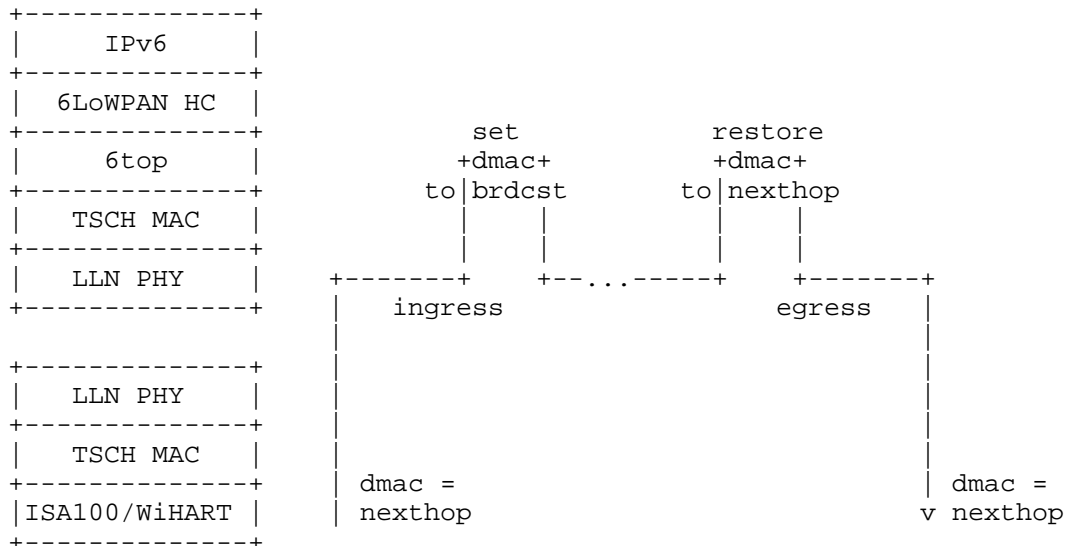 IPv6
6LoWPAN HC
set restore
6top +dmac+ +dmac+
to|brdcst to|nexthop
TSCH MAC
LLN PHY
ingress egress
LLN PHY
TSCH MAC
dmac = dmac =
ISA100/WiHART nexthop v nexthop